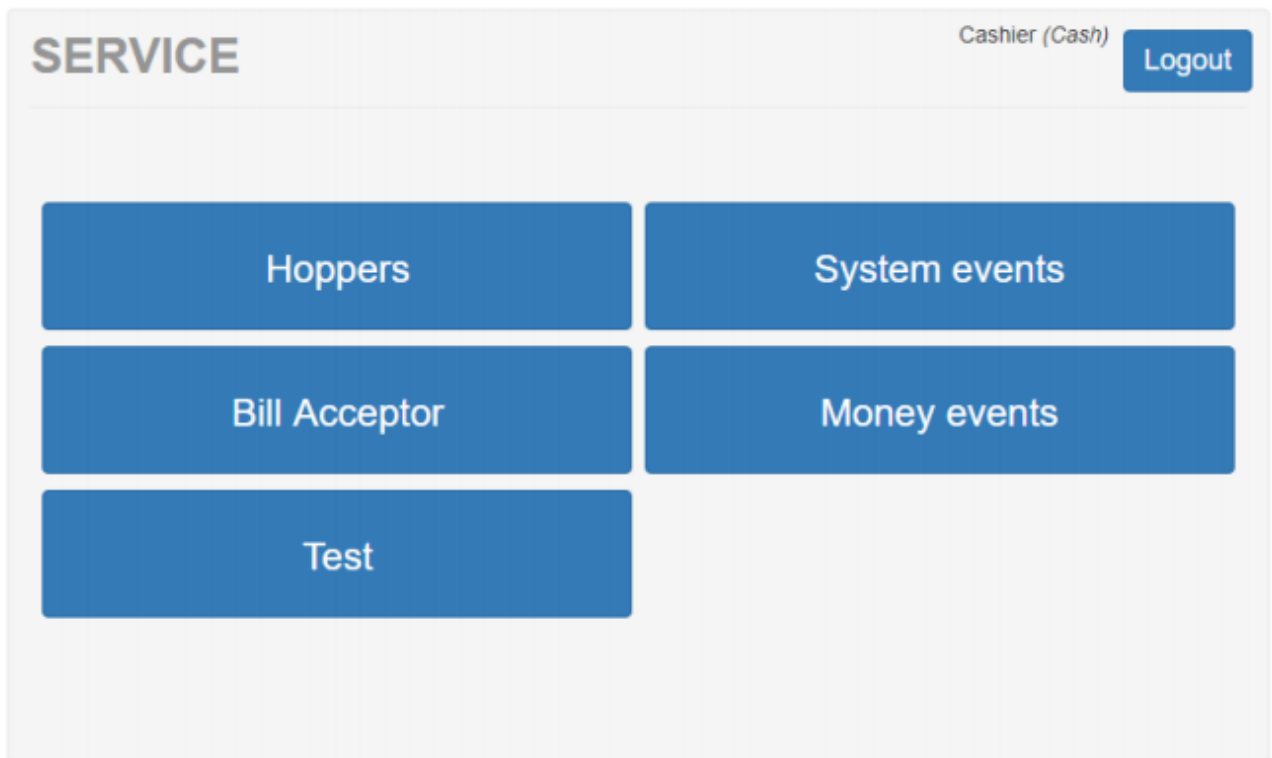 SERVICE
Cashier (Cash)
Logout
Hoppers
System events
Bill Acceptor
Money events
Test